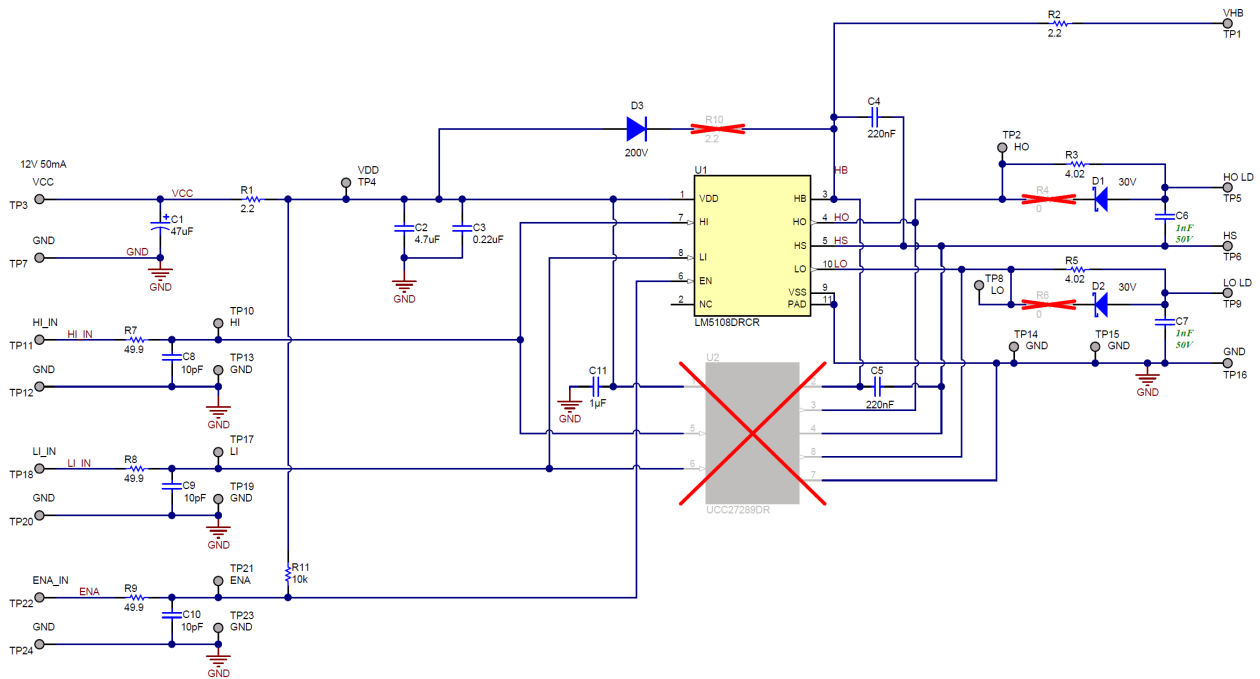 VHB
R2
2.2
TP1
C4
220nF
D3
200V
R10
2.2
TP2
HO
R3
4.02
R4
0
D1
30V
HO LD
TP5
C6
1nF
50V
HS
TP6
12V 50mA
VCC
TP3
VCC
R1
2.2
VDD
TP4
C1
47uF
C2
4.7uF
C3
0.22uF
GND
TP7
GND
GND
GND
U1
HB
HO
HS
LO
1
VDD
7
HI
8
LI
6
EN
2
NC
HB
3
HO
4
HS
5
LO
10
VSS
9
PAD
11
LM5108DRCR
TP8
LO
R5
4.02
R6
0
D2
30V
LO LD
TP9
C7
1nF
50V
TP14
GND
TP15
GND
GND
GND
TP16
HI_IN
TP11
HI_IN
R7
49.9
TP10
HI
C8
10pF
TP13
GND
GND
TP12
GND
C11
1µF
GND
U2
1
5
6
2
3
4
8
7
UCC27289DR
C5
220nF
LI_IN
TP18
LI_IN
R8
49.9
TP17
LI
C9
10pF
TP19
GND
GND
TP20
GND
R11
10k
ENA_IN
TP22
ENA
R9
49.9
TP21
ENA
C10
10pF
TP23
GND
GND
TP24
GND